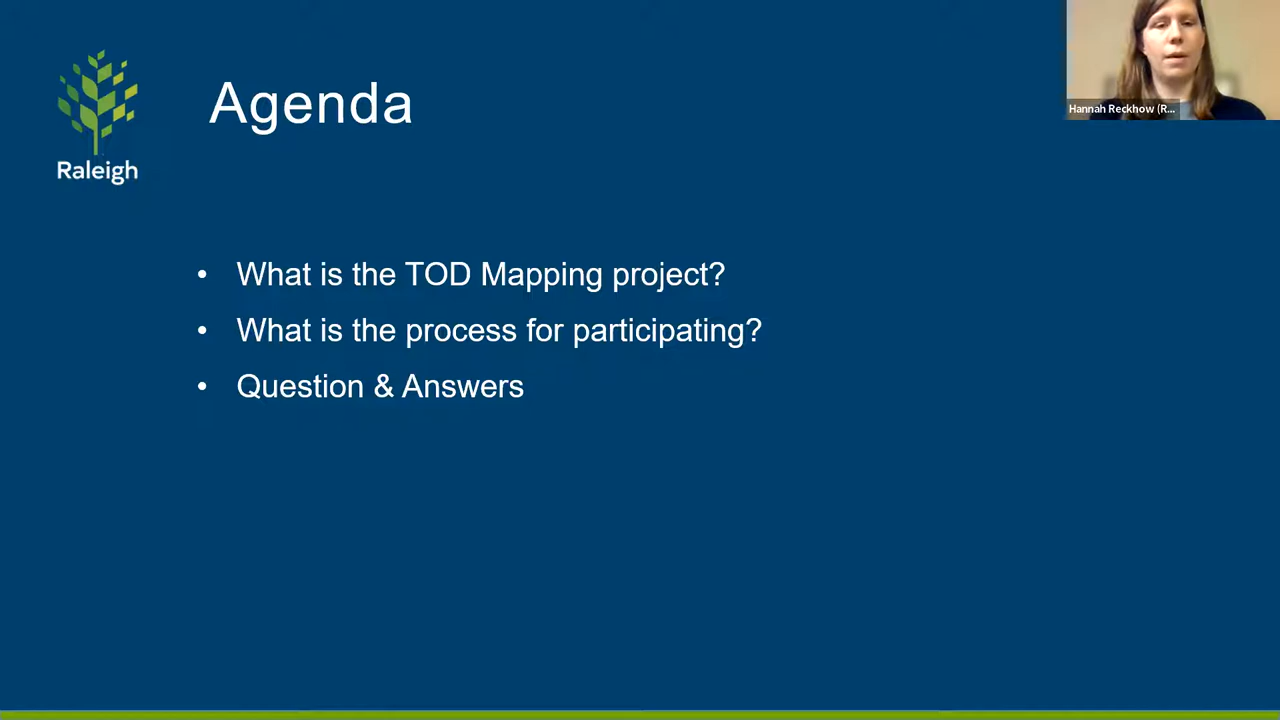 Agenda
Raleigh
Hannah Reckhow (R...
• What is the TOD Mapping project?
• What is the process for participating?
• Question & Answers